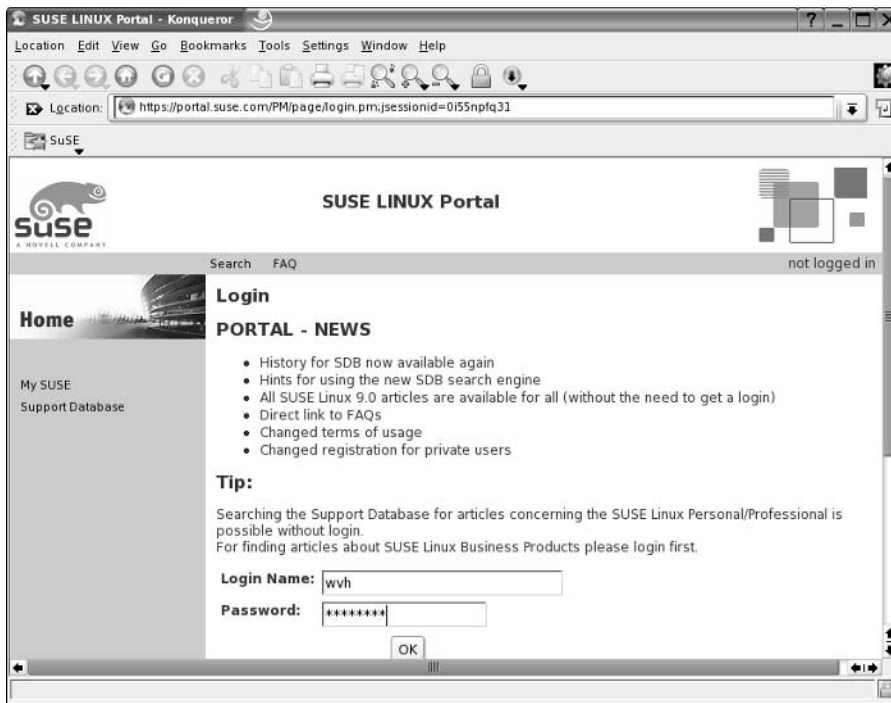 SUSE LINUX Portal - Konqueror
Location Edit View Go Bookmarks Tools Settings Window Help
Location: https://portal.suse.com/PM/page/login.pm;jsessionid=0i55npfq31
SuSE
SUSE
A NOVELL COMPANY
SUSE LINUX Portal
Search FAQ not logged in
Home
Login
PORTAL - NEWS
• History for SDB now available again
• Hints for using the new SDB search engine
• All SUSE Linux 9.0 articles are available for all (without the need to get a login)
• Direct link to FAQs
• Changed terms of usage
• Changed registration for private users
My SUSE
Support Database
Tip:
Searching the Support Database for articles concerning the SUSE Linux Personal/Professional is
possible without login.
For finding articles about SUSE Linux Business Products please login first.
Login Name: wvh
Password: ********
OK